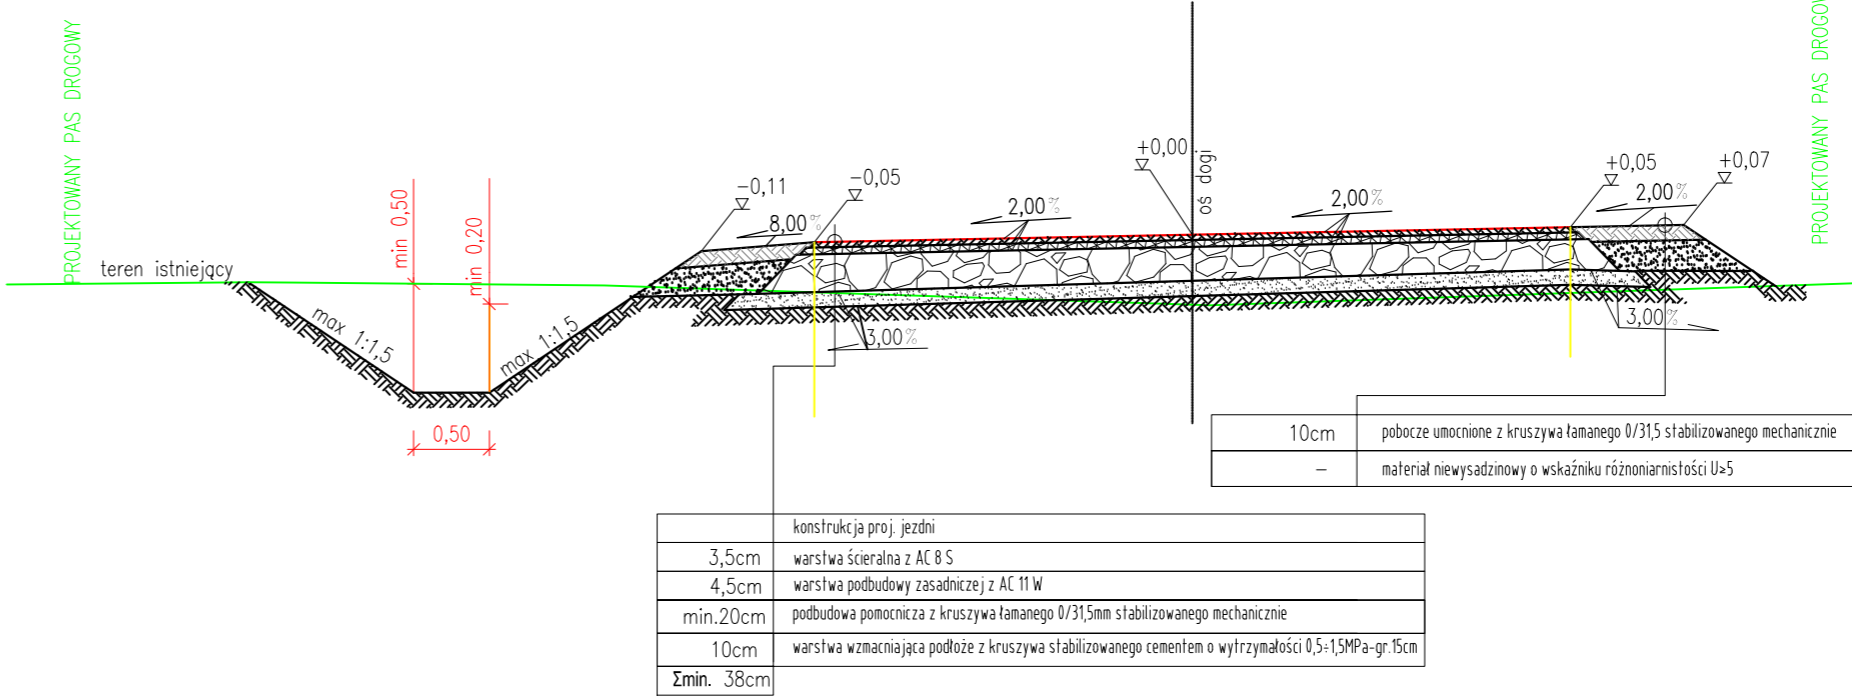 PROJEKTOWANY PAS DROGOWY
PROJEKTOWANY PAS DROGOW
teren istniejący
min 0,50
min 0,20
max 1:1,5
max 1:1,5
0,50
-0,11
-0,05
+0,00
+0,05
+0,07
oś dogi
8,00%
2,00%
2,00%
2,00%
3,00%
3,00%
10cm pobocze umocnione z kruszywa łamanego 0/31,5 stabilizowanego mechanicznie
– materiał niewysadzinowy o wskaźniku różnoniarnistości U≥5
konstrukcja proj. jezdni
3,5cm warstwa ścieralna z AC 8 S
4,5cm warstwa podbudowy zasadniczej z AC 11 W
min.20cm podbudowa pomocnicza z kruszywa łamanego 0/31,5mm stabilizowanego mechanicznie
10cm warstwa wzmacniająca podłoże z kruszywa stabilizowanego cementem o wytrzymałości 0,5÷1,5MPa-gr.15cm
Σmin. 38cm